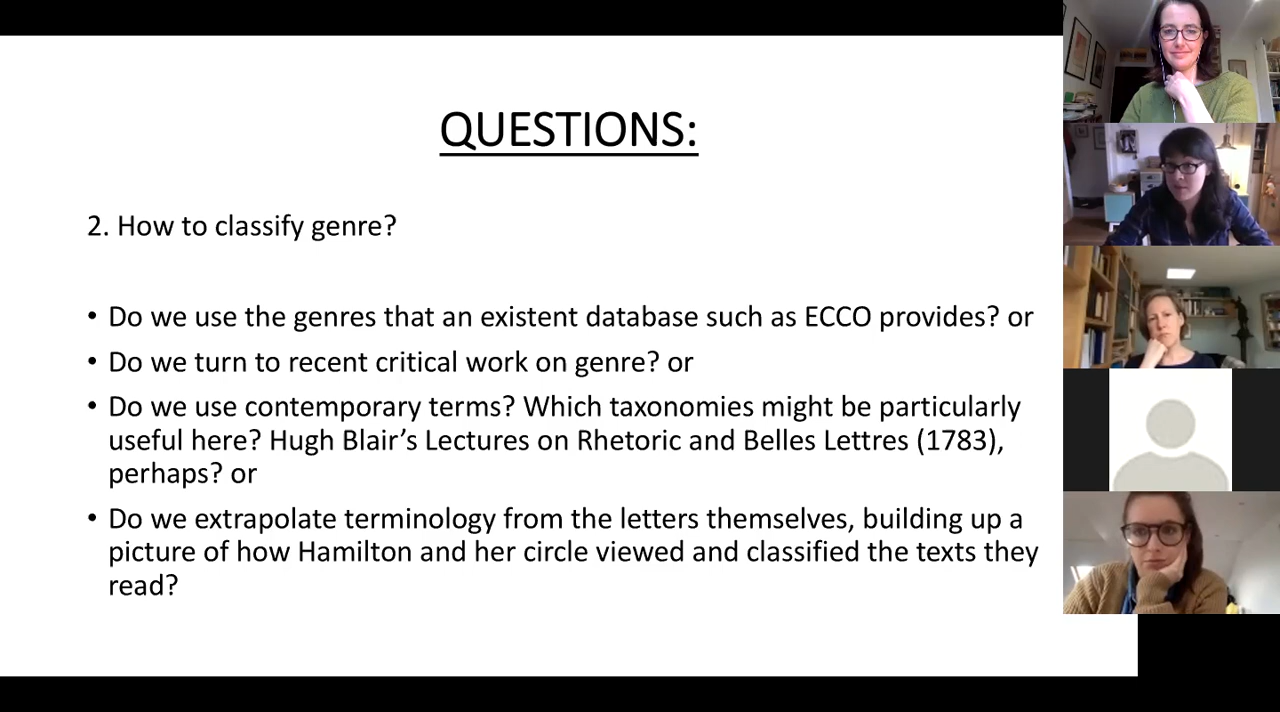 QUESTIONS:
2. How to classify genre?
• Do we use the genres that an existent database such as ECCO provides? or
• Do we turn to recent critical work on genre? or
• Do we use contemporary terms? Which taxonomies might be particularly
useful here? Hugh Blair’s Lectures on Rhetoric and Belles Lettres (1783),
perhaps? or
• Do we extrapolate terminology from the letters themselves, building up a
picture of how Hamilton and her circle viewed and classified the texts they
read?